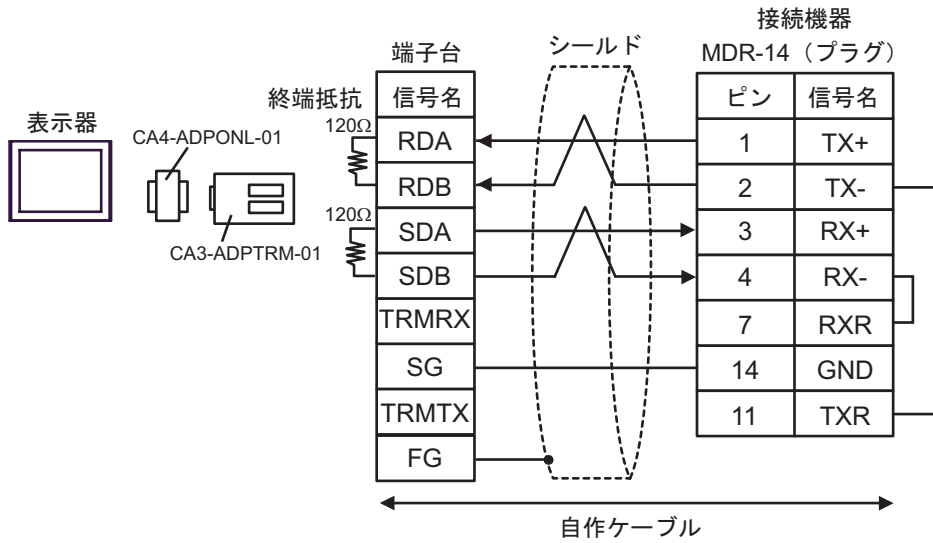 接続機器
MDR-14（プラグ）
シールド
端子台
終端抵抗
信号名
ピン
信号名
表示器
CA4-ADPONL-01
CA3-ADPTRM-01
120Ω
RDA
1
TX+
RDB
2
TX-
120Ω
SDA
3
RX+
SDB
4
RX-
TRMRX
7
RXR
SG
14
GND
TRMTX
11
TXR
FG
自作ケーブル